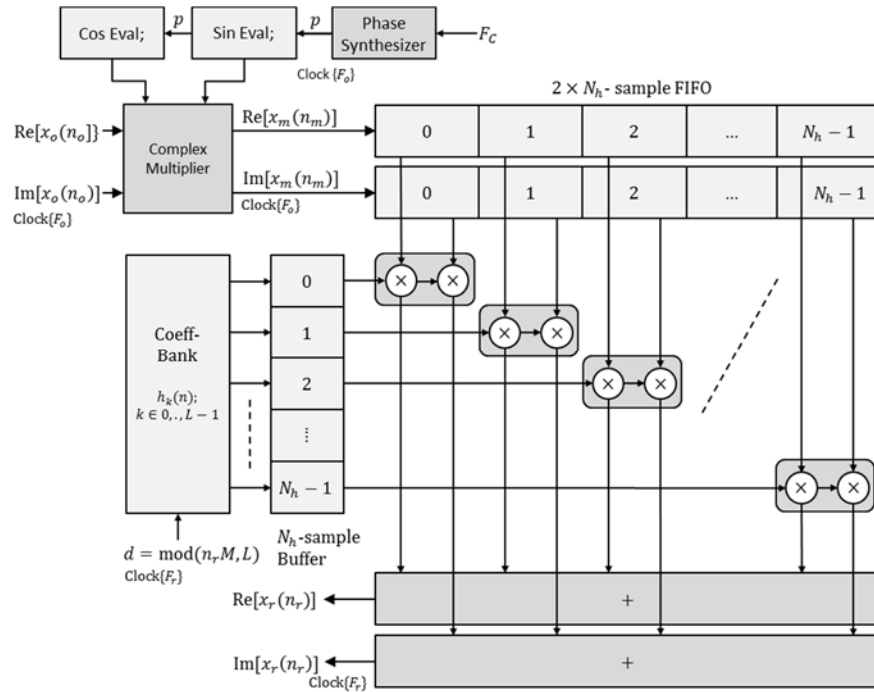 Cos Eval;
p
Sin Eval;
p
Phase
Synthesizer
F_C
Clock{F_o}
2 × N_h- sample FIFO
Re[x_o(n_o]}
Complex
Multiplier
Re[x_m(n_m)]
0 1 2 ... N_h − 1
Im[x_o(n_o)]
Clock{F_o}
Im[x_m(n_m)]
Clock{F_o}
0 1 2 ... N_h − 1
Coeff-
Bank
h_k(n);
k ∈ 0,.,L − 1
0
1
2
⋮
N_h − 1
× ×
× ×
× ×
× ×
N_h-sample
Buffer
d = mod(n_rM, L)
Clock{F_r}
Re[x_r(n_r)]
+
Im[x_r(n_r)]
Clock{F_r}
+